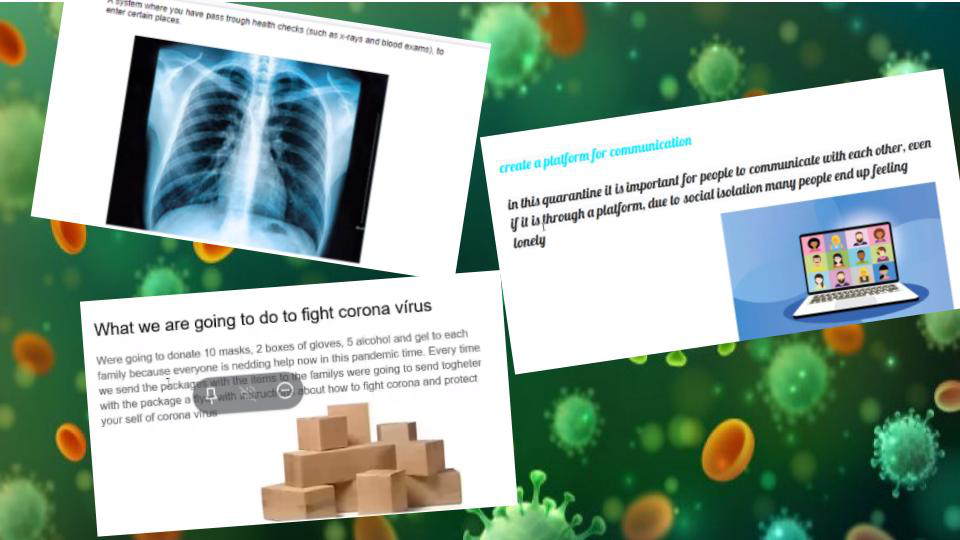 A system where you have pass trough health checks (such as x-rays and blood exams), to
enter certain places.
create a platform for communication
in this quarantine it is important for people to communicate with each other, even
if it is through a platform, due to social isolation many people end up feeling
lonely
What we are going to do to fight corona vírus
Were going to donate 10 masks, 2 boxes of gloves, 5 alcohol and gel to each
family because everyone is nedding help now in this pandemic time. Every time
we send the packages with the items to the familys were going to send togheter
with the package a with about how to fight corona and protect
your self of corona virus